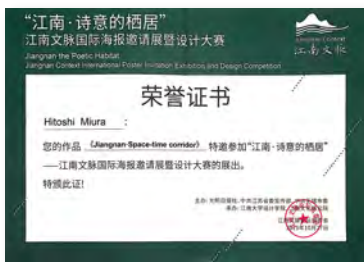 “江南·诗意的栖居”
江南文脉国际海报邀请展暨设计大赛
Jiangnan the Poetic Habitat
Jiangnan Context International Poster Invitation Exhibition and Design Competition
Jiangnan Context
江南文脉
荣誉证书
Hitoshi Miura :
您的作品 《Jiangnan-Space-time corridor》 特邀参加“江南·诗意的栖居”
——江南文脉国际海报邀请展暨设计大赛的展出。
特颁此证!